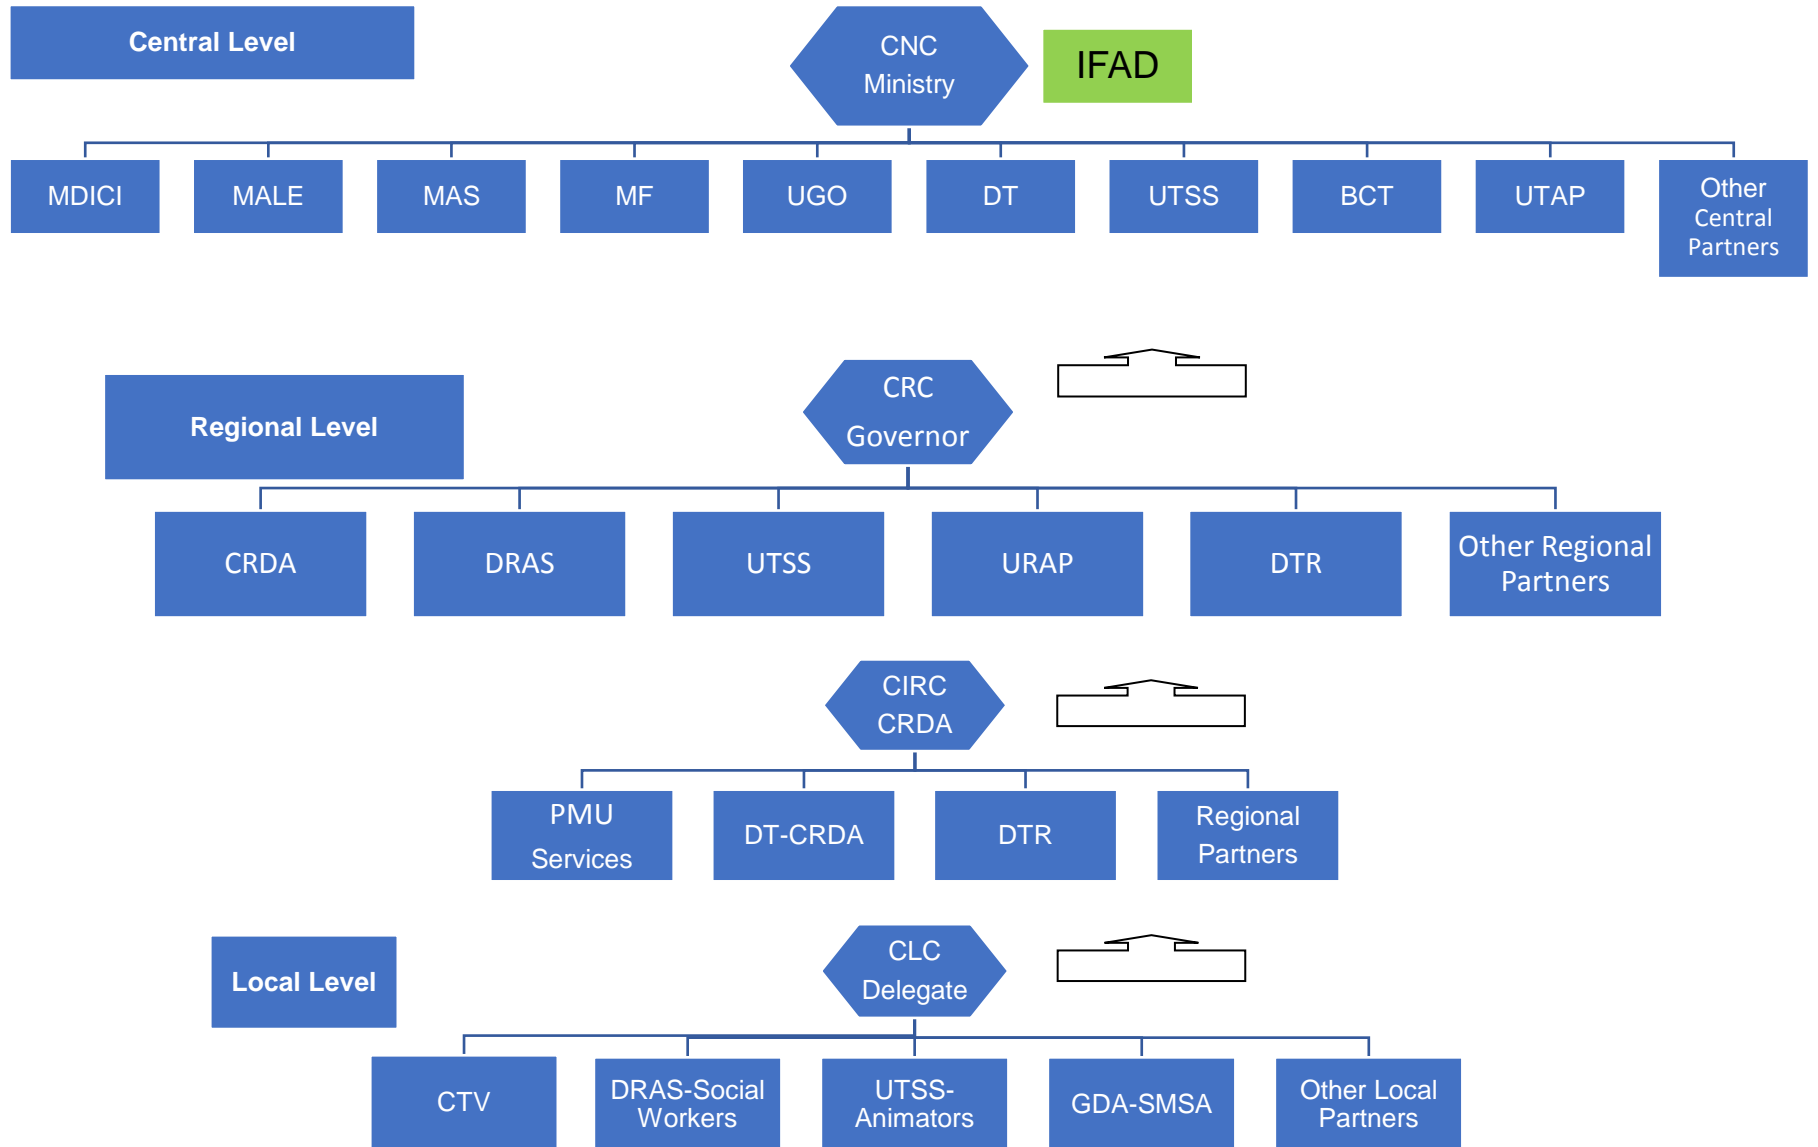 Central Level
CNC
Ministry
IFAD
MDICI
MALE
MAS
MF
UGO
DT
UTSS
BCT
UTAP
Other
Central
Partners
Regional Level
CRC
Governor
CRDA
DRAS
UTSS
URAP
DTR
Other Regional
Partners
CIRC
CRDA
PMU
Services
DT-CRDA
DTR
Regional
Partners
Local Level
CLC
Delegate
CTV
DRAS-Social
Workers
UTSS-
Animators
GDA-SMSA
Other Local
Partners